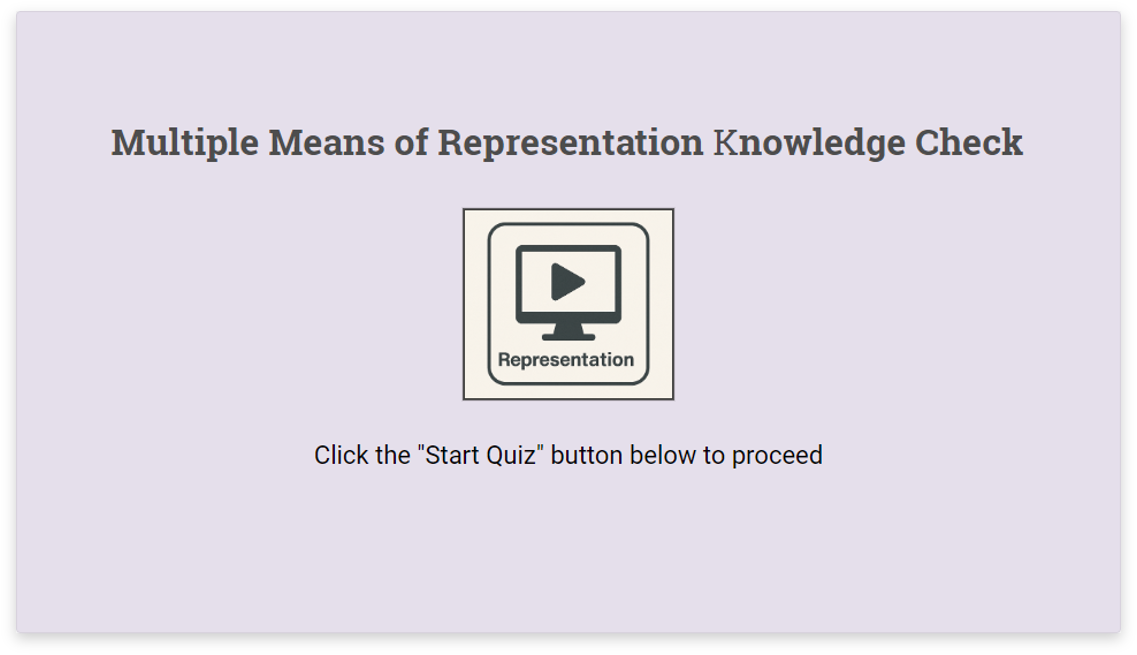 Multiple Means of Representation Knowledge Check
Representation
Click the "Start Quiz" button below to proceed